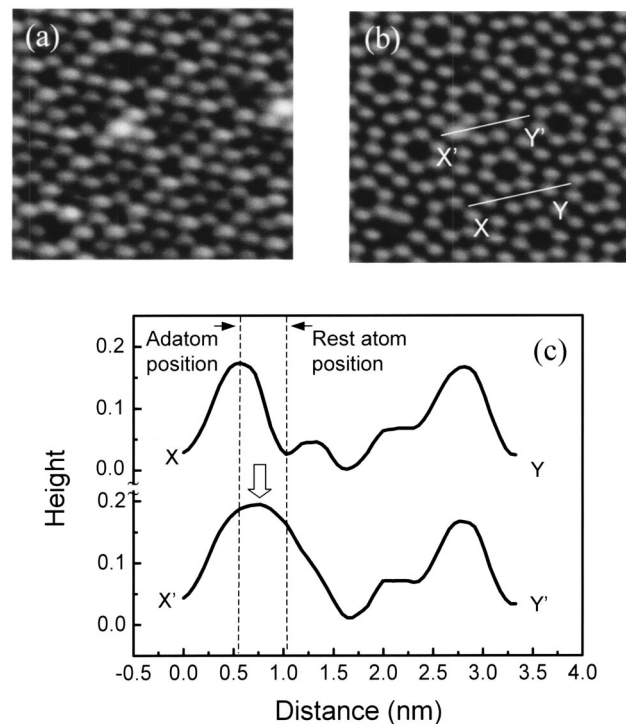 (a)
(b)
X'
Y'
X
Y
(c)
Adatom
position
Rest atom
position
0.2
0.1
0.0
X
Y
0.2
0.1
0.0
X'
Y'
Height
-0.5 0.0 0.5 1.0 1.5 2.0 2.5 3.0 3.5 4.0
Distance (nm)